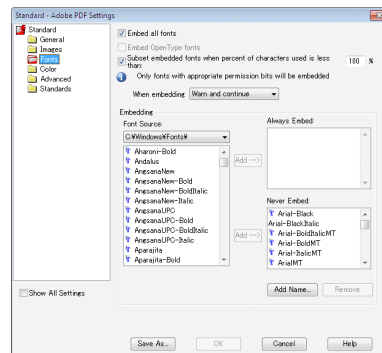 Standard - Adobe PDF Settings
Standard
General
Images
Fonts
Color
Advanced
Standards
Show All Settings
Embed all fonts
Embed OpenType fonts
Subset embedded fonts when percent of characters used is less than: 100 %
Only fonts with appropriate permission bits will be embedded
When embedding Warn and continue
Embedding
Font Source:
C:¥Windows¥Fonts¥
Aharoni-Bold
Andalus
AngsanaNew
AngsanaNew-Bold
AngsanaNew-BoldItalic
AngsanaNew-Italic
AngsanaUPC
AngsanaUPC-Bold
AngsanaUPC-BoldItalic
AngsanaUPC-Italic
Aparajita
Aparajita-Bold
Add -->
Add -->
Always Embed:
Never Embed:
Arial-Black
Arial-BlackItalic
Arial-BoldItalicMT
Arial-BoldMT
Arial-ItalicMT
ArialMT
Add Name...
Remove
Save As...
OK
Cancel
Help